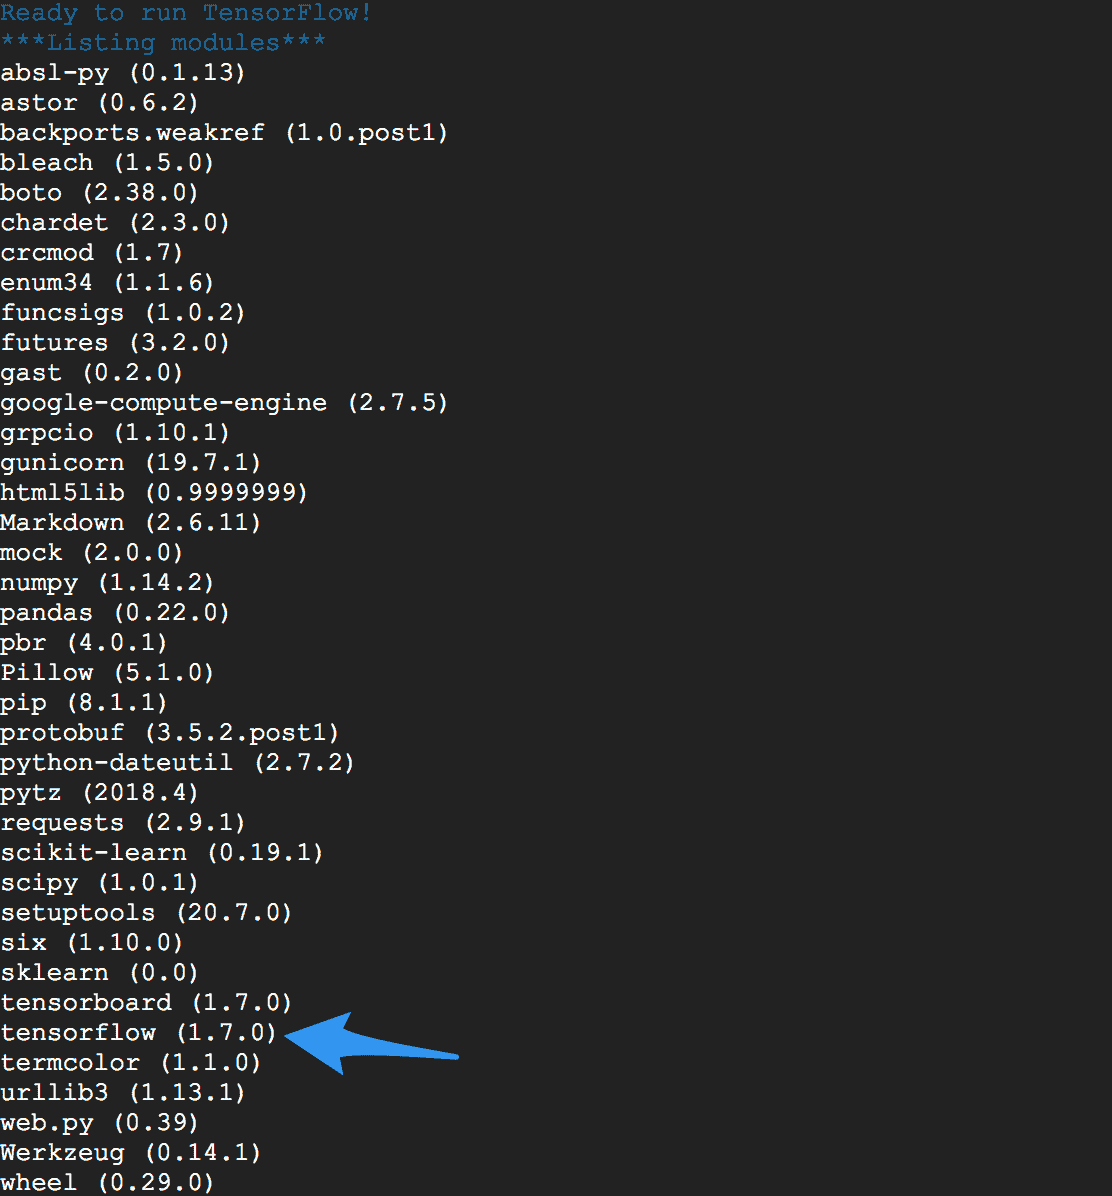 Ready to run TensorFlow!
***Listing modules***
absl-py (0.1.13)
astor (0.6.2)
backports.weakref (1.0.post1)
bleach (1.5.0)
boto (2.38.0)
chardet (2.3.0)
crcmod (1.7)
enum34 (1.1.6)
funcsigs (1.0.2)
futures (3.2.0)
gast (0.2.0)
google-compute-engine (2.7.5)
grpcio (1.10.1)
gunicorn (19.7.1)
html5lib (0.9999999)
Markdown (2.6.11)
mock (2.0.0)
numpy (1.14.2)
pandas (0.22.0)
pbr (4.0.1)
Pillow (5.1.0)
pip (8.1.1)
protobuf (3.5.2.post1)
python-dateutil (2.7.2)
pytz (2018.4)
requests (2.9.1)
scikit-learn (0.19.1)
scipy (1.0.1)
setuptools (20.7.0)
six (1.10.0)
sklearn (0.0)
tensorboard (1.7.0)
tensorflow (1.7.0)
termcolor (1.1.0)
urllib3 (1.13.1)
web.py (0.39)
Werkzeug (0.14.1)
wheel (0.29.0)